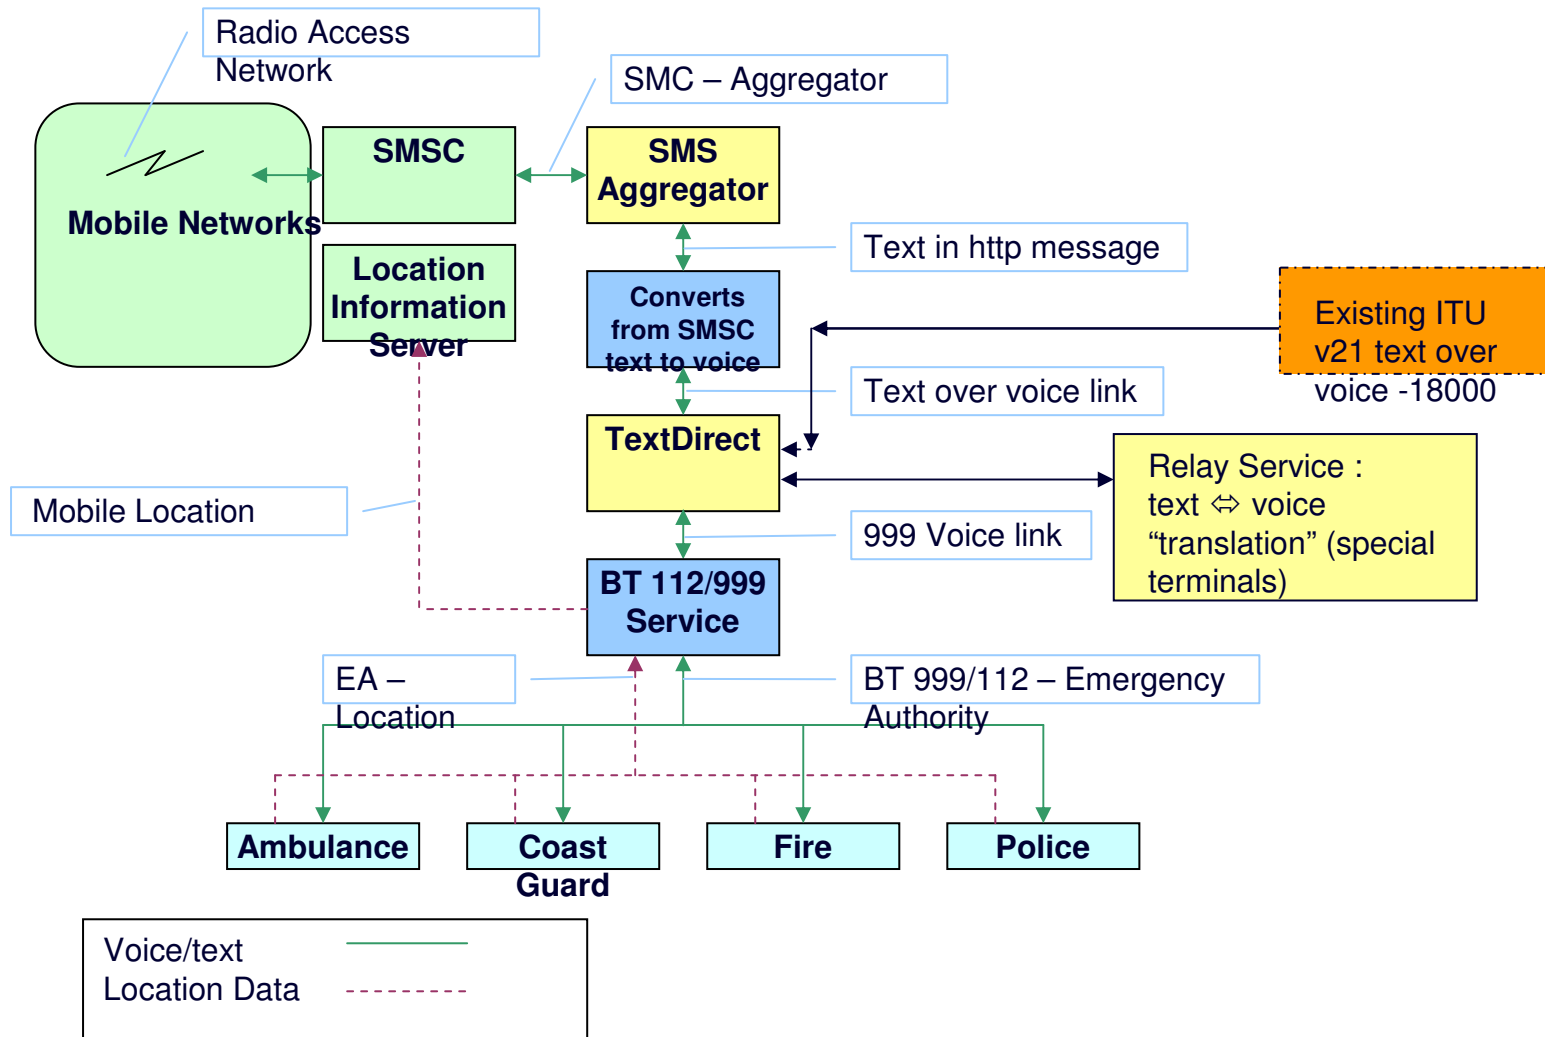 Radio Access
Network
SMC – Aggregator
SMSC
SMS
Aggregator
Mobile Networks
Text in http message
Location
Information
Server
Converts
from SMSC
text to voice
Existing ITU
v21 text over
voice -18000
Text over voice link
TextDirect
Relay Service :
text ⇔ voice
“translation” (special
terminals)
Mobile Location
999 Voice link
BT 112/999
Service
EA –
Location
BT 999/112 – Emergency
Authority
Ambulance
Coast
Guard
Fire
Police
Voice/text
Location Data